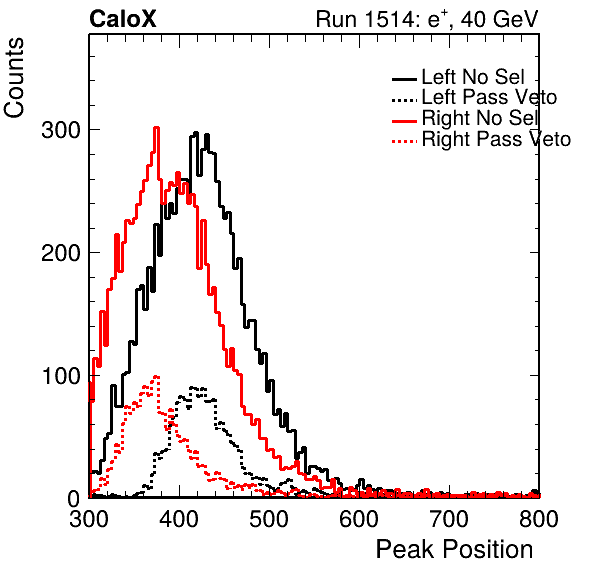 CaloX Run 1514: e+, 40 GeV
Counts
Left No Sel
Left Pass Veto
Right No Sel
Right Pass Veto
300
200
100
0
300 400 500 600 700 800
Peak Position